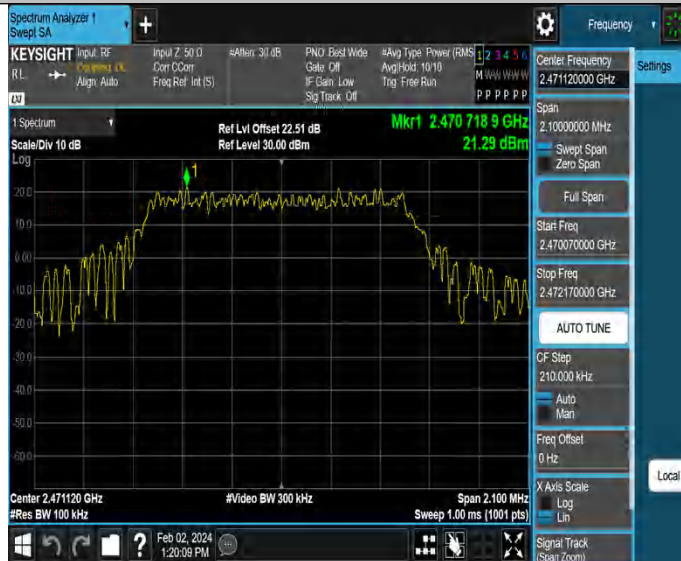 Spectrum Analyzer 1
Swept SA
+
Frequency
KEYSIGHT
RL
Input: RF
Coupling: DC
Align: Auto
Input Z: 50 Ω
Corr CCorr
Freq Ref: Int (S)
#Atten: 30 dB
PNO: Best Wide
Gate: Off
IF Gain: Low
Sig Track: Off
#Avg Type: Power (RMS
Avg|Hold: 10/10
Trig: Free Run
1 2 3 4 5 6
M W W W W W
P P P P P P
LXI
1 Spectrum
Scale/Div 10 dB
Ref Lvl Offset 22.51 dB
Ref Level 30.00 dBm
Mkr1 2.470 718 9 GHz
21.29 dBm
Log
1
20.0
10.0
0.00
-10.0
-20.0
-30.0
-40.0
-50.0
-60.0
Center 2.471120 GHz
#Res BW 100 kHz
#Video BW 300 kHz
Span 2.100 MHz
Sweep 1.00 ms (1001 pts)
Feb 02, 2024
1:20:09 PM
?
Center Frequency
2.471120000 GHz
Settings
Span
2.10000000 MHz
Swept Span
Zero Span
Full Span
Start Freq
2.470070000 GHz
Stop Freq
2.472170000 GHz
AUTO TUNE
CF Step
210.000 kHz
Auto
Man
Freq Offset
0 Hz
X Axis Scale
Log
Lin
Local
Signal Track
(Span Zoom)